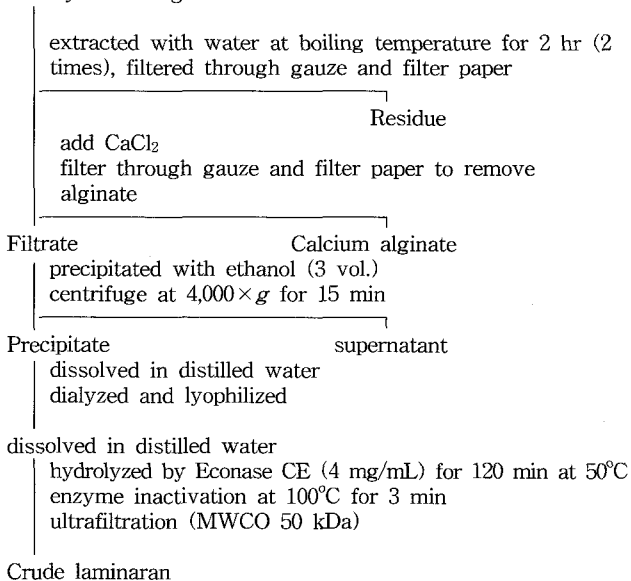 extracted with water at boiling temperature for 2 hr (2
times), filtered through gauze and filter paper
Residue
add CaCl₂
filter through gauze and filter paper to remove
alginate
Filtrate Calcium alginate
precipitated with ethanol (3 vol.)
centrifuge at 4,000×g for 15 min
Precipitate supernatant
dissolved in distilled water
dialyzed and lyophilized
dissolved in distilled water
hydrolyzed by Econase CE (4 mg/mL) for 120 min at 50°C
enzyme inactivation at 100°C for 3 min
ultrafiltration (MWCO 50 kDa)
Crude laminaran